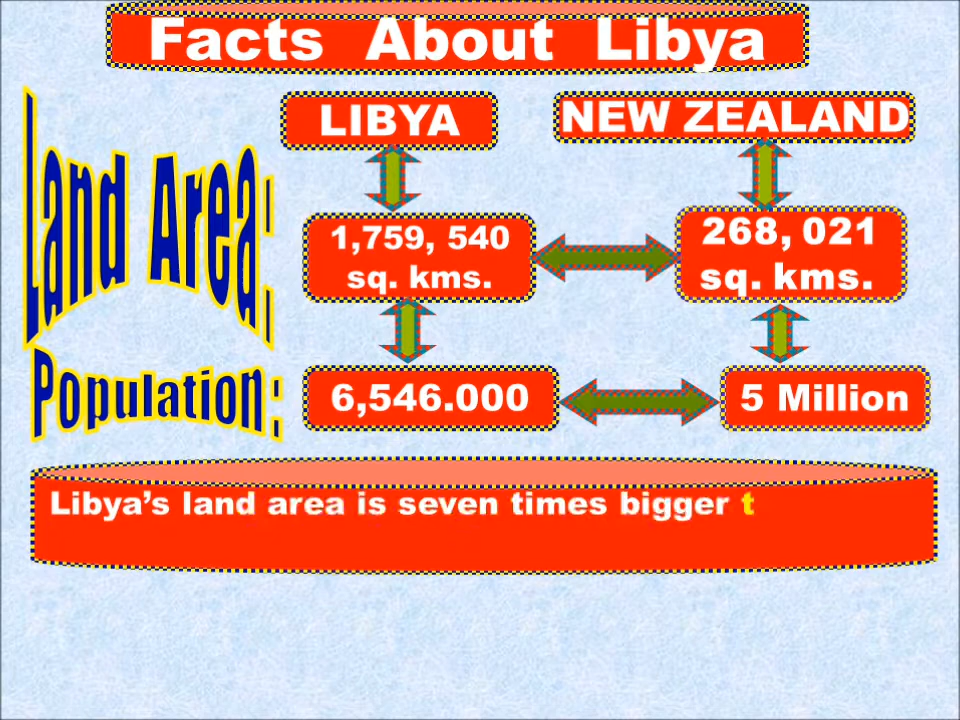 Facts About Libya
LIBYA
NEW ZEALAND
Land Area:
1,759, 540
sq. kms.
268, 021
sq. kms.
Population:
6,546.000
5 Million
Libya’s land area is seven times bigger t